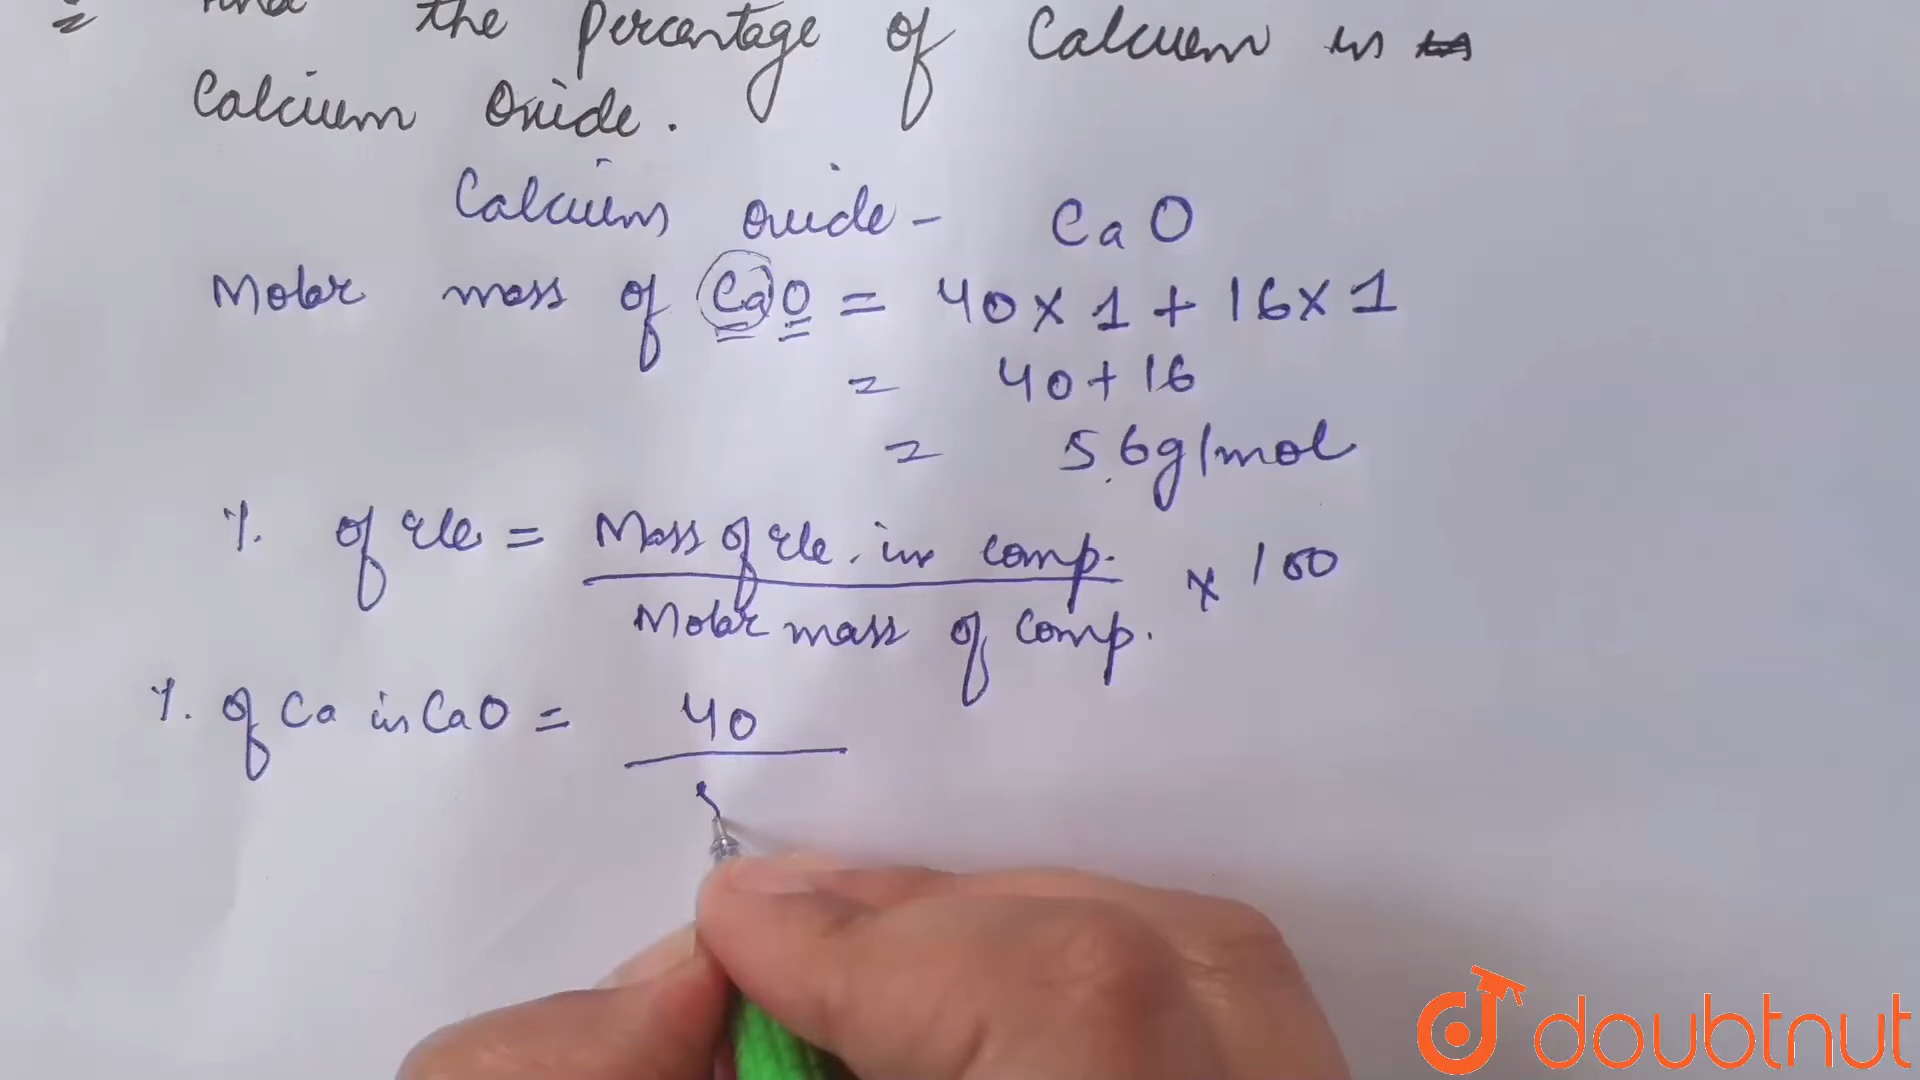 the Percentage of Calcium in
Calcium Oxide.
Calcium oxide - CaO
Molar mass of CaO = 40 x 1 + 16 x 1
= 40 + 16
= 56g/mol
% of ele = Mass of ele. in comp. x 100
Molar mass of comp.
% of Ca in CaO = 40
5
doubtnut